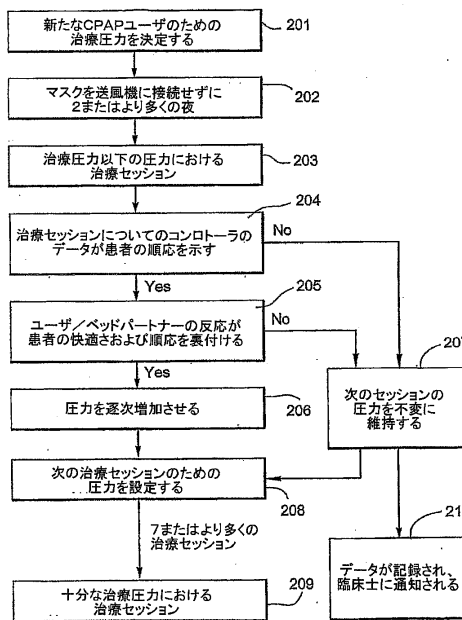 新たなCPAPユーザのための
治療圧力を決定する
201
マスクを送風機に接続せずに
2またはより多くの夜
202
治療圧力以下の圧力における
治療セッション
203
204
治療セッションについてのコンロトーラの
データが患者の順応を示す
No
Yes
205
ユーザ/ベッドパートナーの反応が
患者の快適さおよび順応を裏付ける
No
Yes
圧力を逐次増加させる
206
207
次のセッションの
圧力を不変に
維持する
次の治療セッションのための
圧力を設定する
208
7またはより多くの
治療セッション
21
データが記録され、
臨床士に通知される
十分な治療圧力における
治療セッション
209